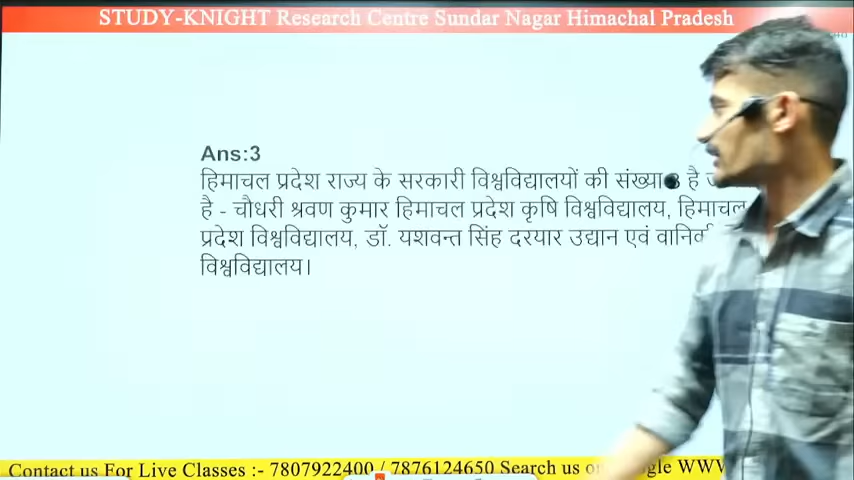 STUDY-KNIGHT Research Centre Sundar Nagar Himachal Pradesh
Ans:3
हिमाचल प्रदेश राज्य के सरकारी विश्वविद्यालयों की संख्या 3 है
है - चौधरी श्रवण कुमार हिमाचल प्रदेश कृषि विश्वविद्यालय, हिमाचल
प्रदेश विश्वविद्यालय, डॉ. यशवन्त सिंह दरयार उद्यान एवं
विश्वविद्यालय।
Contact us For Live Classes :- 7807922400 / 7876124650 Search us WWW